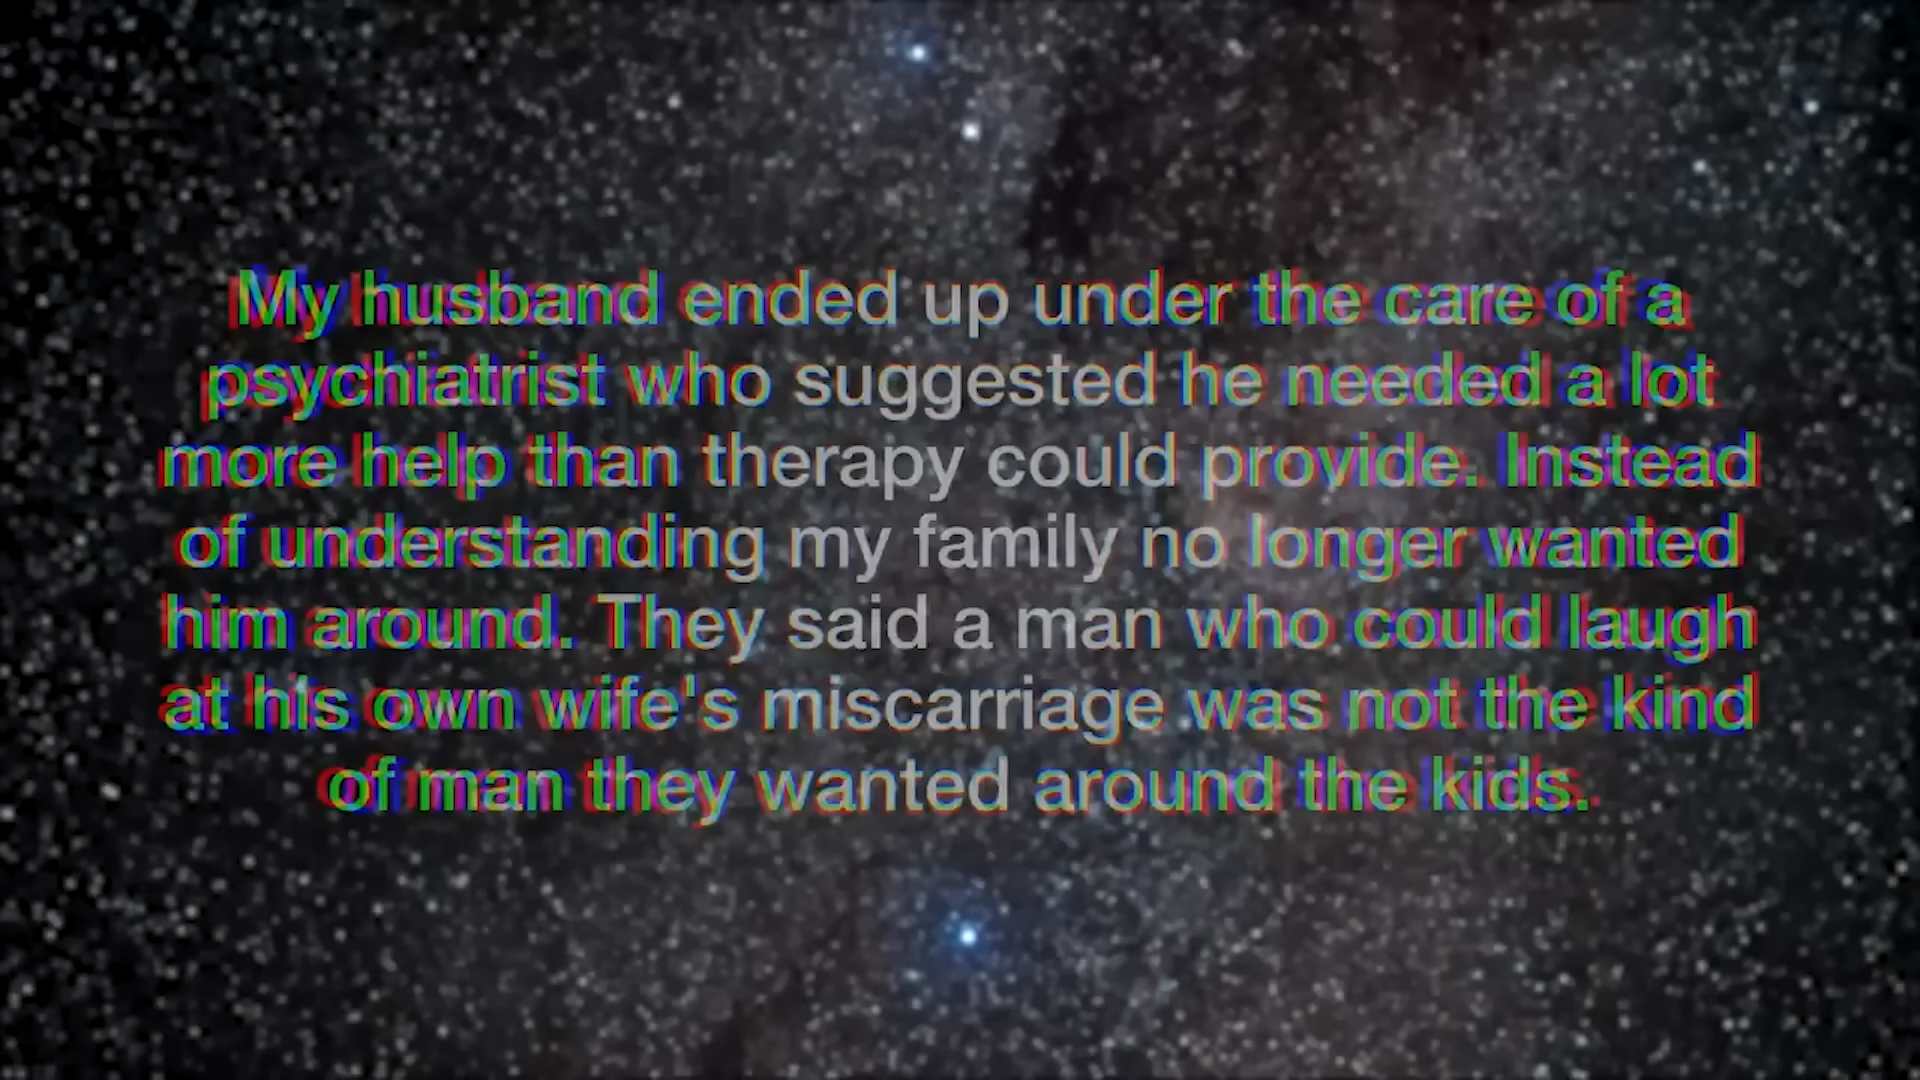 My husband ended up under the care of a
psychiatrist who suggested he needed a lot
more help than therapy could provide. Instead
of understanding my family no longer wanted
him around. They said a man who could laugh
at his own wife's miscarriage was not the kind
of man they wanted around the kids.